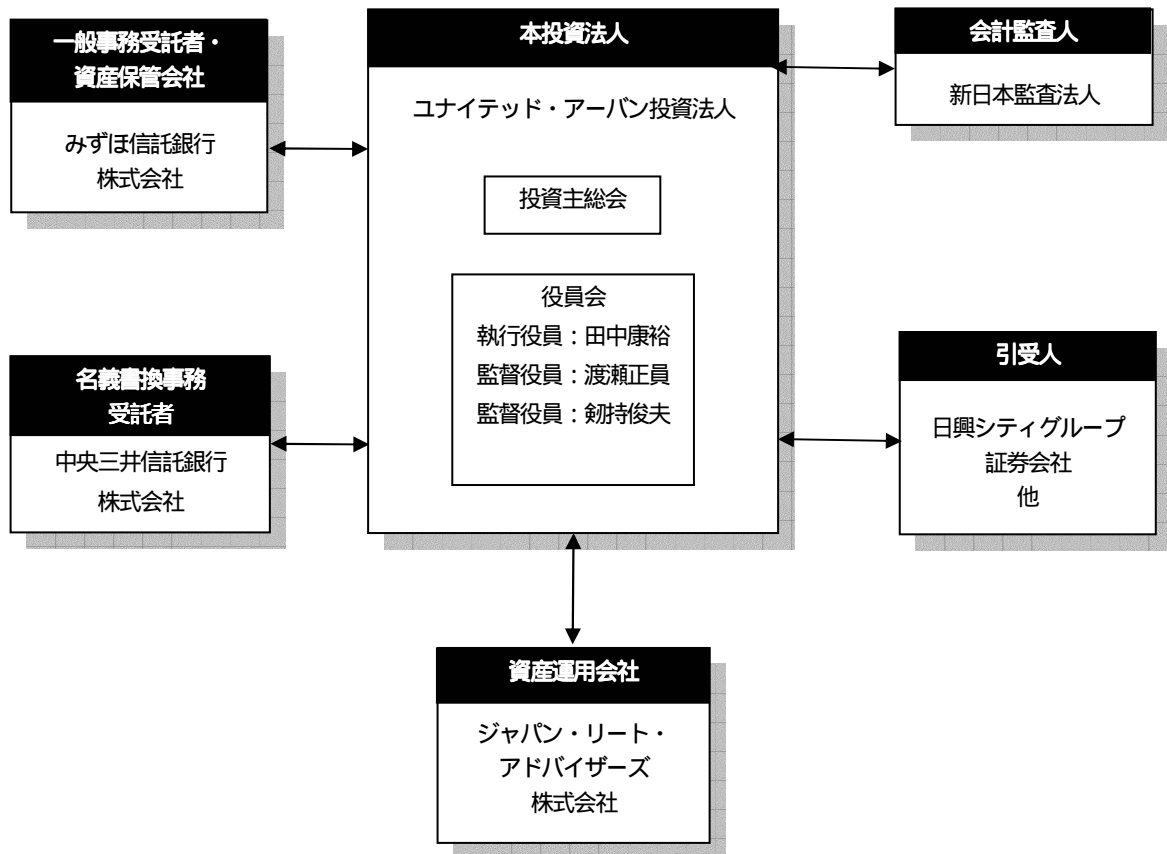 一般事務受託者・
資産保管会社
みずほ信託銀行
株式会社
名義書換事務
受託者
中央三井信託銀行
株式会社
本投資法人
ユナイテッド・アーバン投資法人
投資主総会
役員会
執行役員：田中康裕
監督役員：渡瀬正員
監督役員：剱持俊夫
会計監査人
新日本監査法人
引受人
日興シティグループ
証券会社
他
資産運用会社
ジャパン・リート・
アドバイザーズ
株式会社